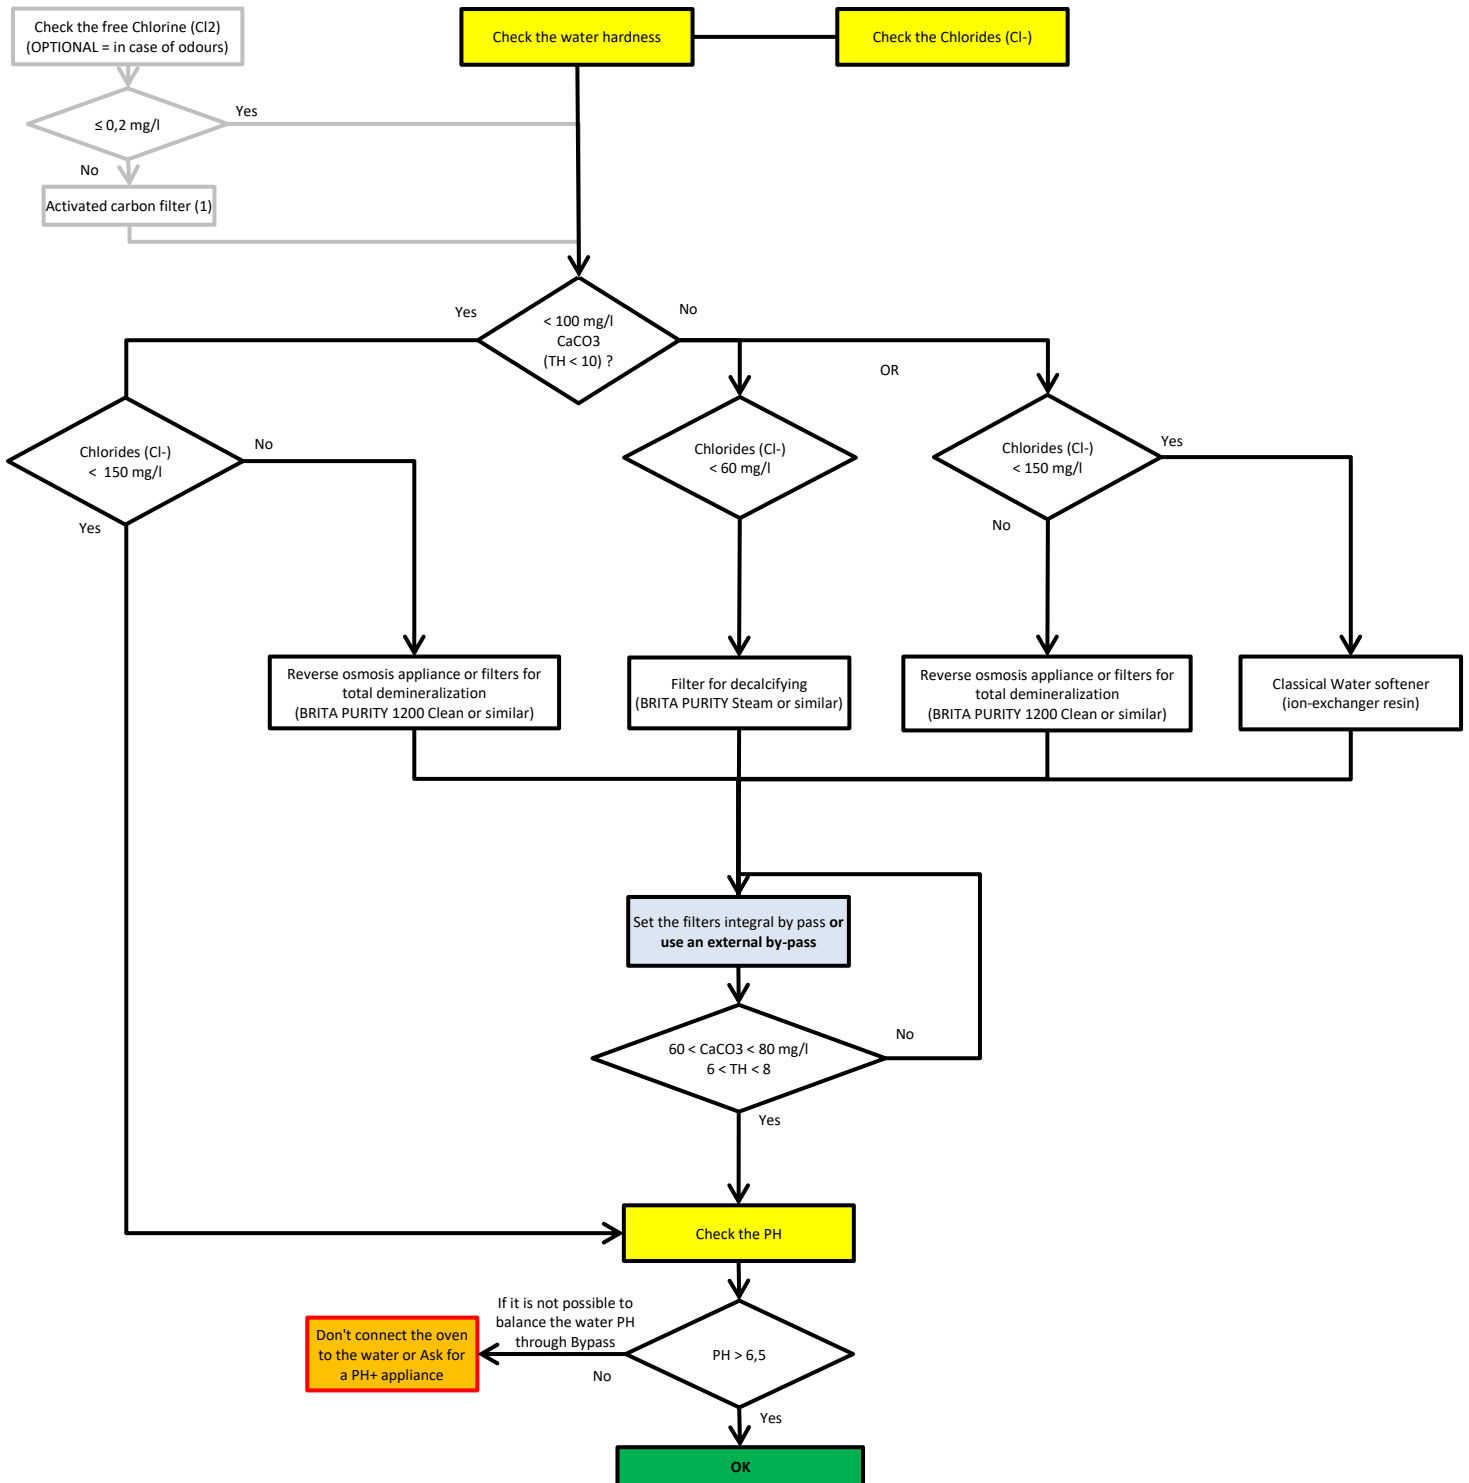 Check the free Chlorine (Cl2)
(OPTIONAL = in case of odours)
Check the water hardness
Check the Chlorides (Cl-)
≤ 0,2 mg/l
Yes
No
Activated carbon filter (1)
Yes
< 100 mg/l
CaCO3
(TH < 10) ?
No
OR
Chlorides (Cl-)
< 150 mg/l
No
Yes
Chlorides (Cl-)
< 60 mg/l
Chlorides (Cl-)
< 150 mg/l
Yes
No
Reverse osmosis appliance or filters for
total demineralization
(BRITA PURITY 1200 Clean or similar)
Filter for decalcifying
(BRITA PURITY Steam or similar)
Reverse osmosis appliance or filters for
total demineralization
(BRITA PURITY 1200 Clean or similar)
Classical Water softener
(ion-exchanger resin)
Set the filters integral by pass or
use an external by-pass
60 < CaCO3 < 80 mg/l
6 < TH < 8
No
Yes
Check the PH
If it is not possible to
balance the water PH
through Bypass
Don't connect the oven
to the water or Ask for
a PH+ appliance
No
PH > 6,5
Yes
OK